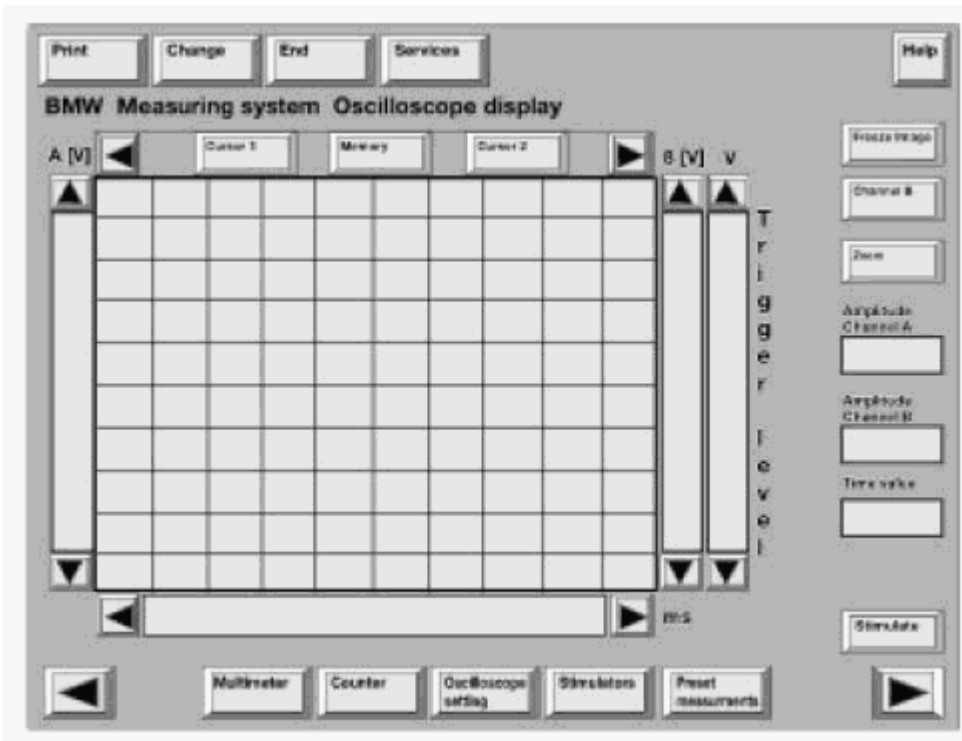 Print
Change
End
Services
Help
BMW Measuring system Oscilloscope display
A [V]
Cursor 1
Memory
Cursor 2
B [V]
V
Freeze Image
Channel B
Zoom
Trigger level
Amplitude
Channel A
Amplitude
Channel B
Time value
ms
Stimulate
Multimeter
Counter
Oscilloscope
setting
Stimulators
Preset
measurments